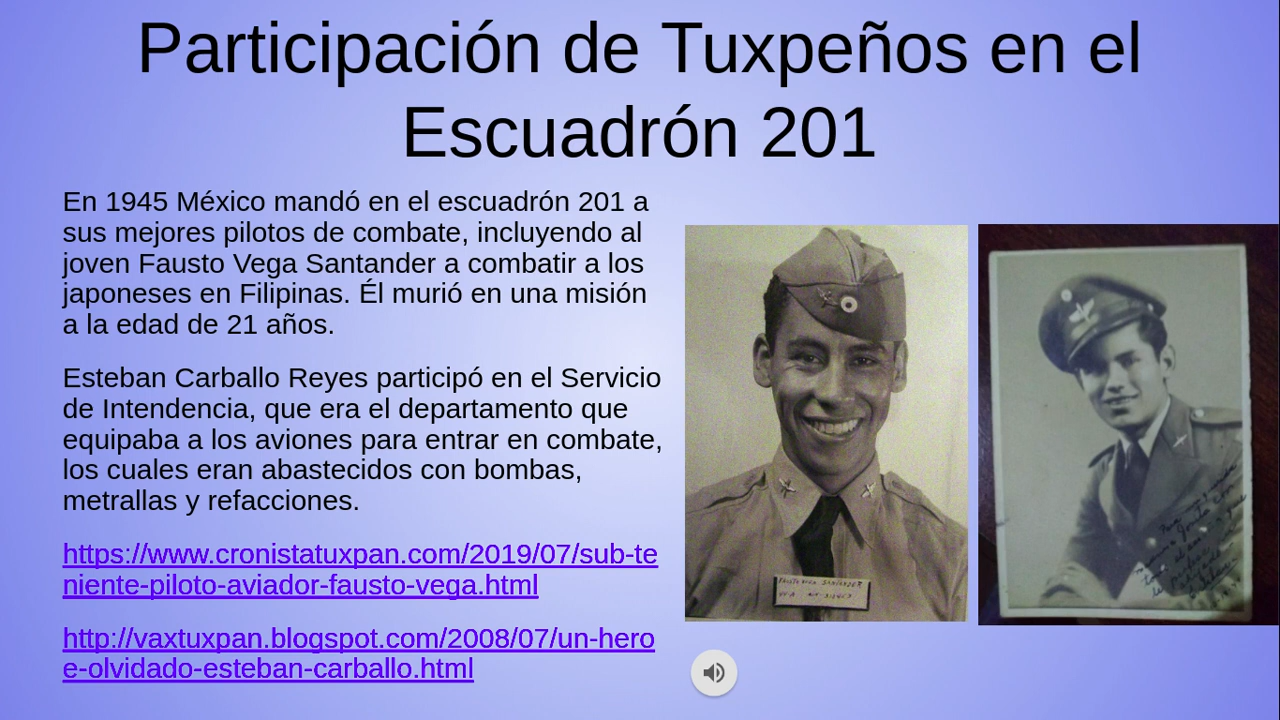 Participación de Tuxpeños en el
Escuadrón 201
En 1945 México mandó en el escuadrón 201 a
sus mejores pilotos de combate, incluyendo al
joven Fausto Vega Santander a combatir a los
japoneses en Filipinas. Él murió en una misión
a la edad de 21 años.
Esteban Carballo Reyes participó en el Servicio
de Intendencia, que era el departamento que
equipaba a los aviones para entrar en combate,
los cuales eran abastecidos con bombas,
metrallas y refacciones.
https://www.cronistatuxpan.com/2019/07/sub-te
niente-piloto-aviador-fausto-vega.html
http://vaxtuxpan.blogspot.com/2008/07/un-hero
e-olvidado-esteban-carballo.html
FAUSTO VEGA SANTANDER